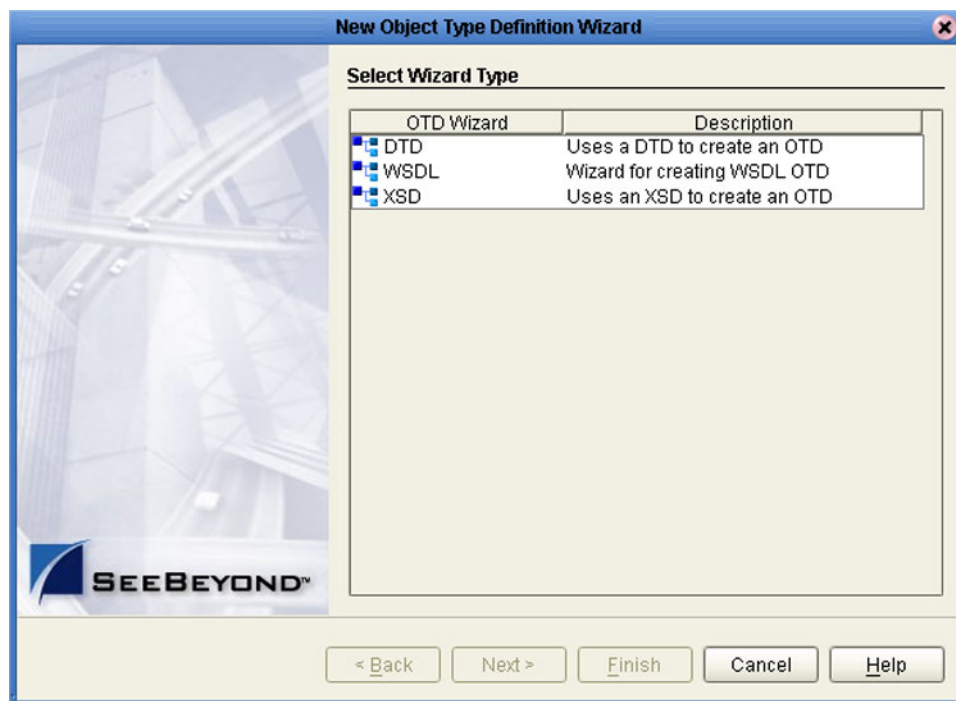 New Object Type Definition Wizard
Select Wizard Type
OTD Wizard Description
DTD Uses a DTD to create an OTD
WSDL Wizard for creating WSDL OTD
XSD Uses an XSD to create an OTD
SEEBEYOND™
< Back Next > Finish Cancel Help